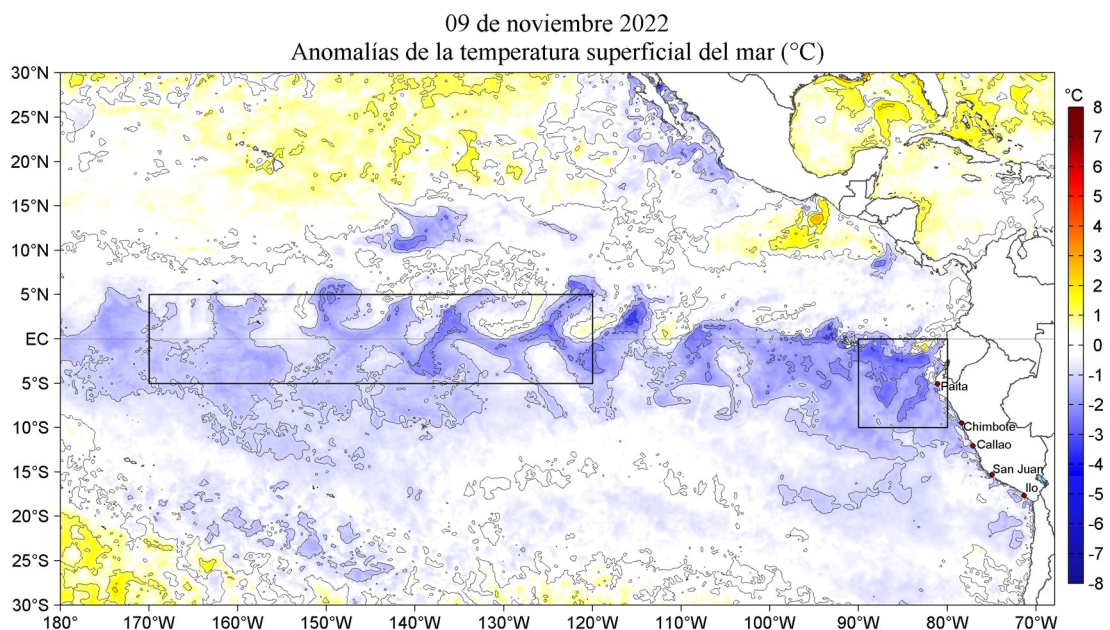 09 de noviembre 2022
Anomalías de la temperatura superficial del mar (°C)
°C
30°N
25°N
20°N
15°N
10°N
5°N
EC
5°S
10°S
15°S
20°S
25°S
30°S
Paita
Chimbote
Callao
San Juan
Ilo
8
7
6
5
4
3
2
1
0
-1
-2
-3
-4
-5
-6
-7
-8
180 170°W 160°W 150°W 140°W 130°W 120°W 110°W 100°W 90°W 80°W 70°W